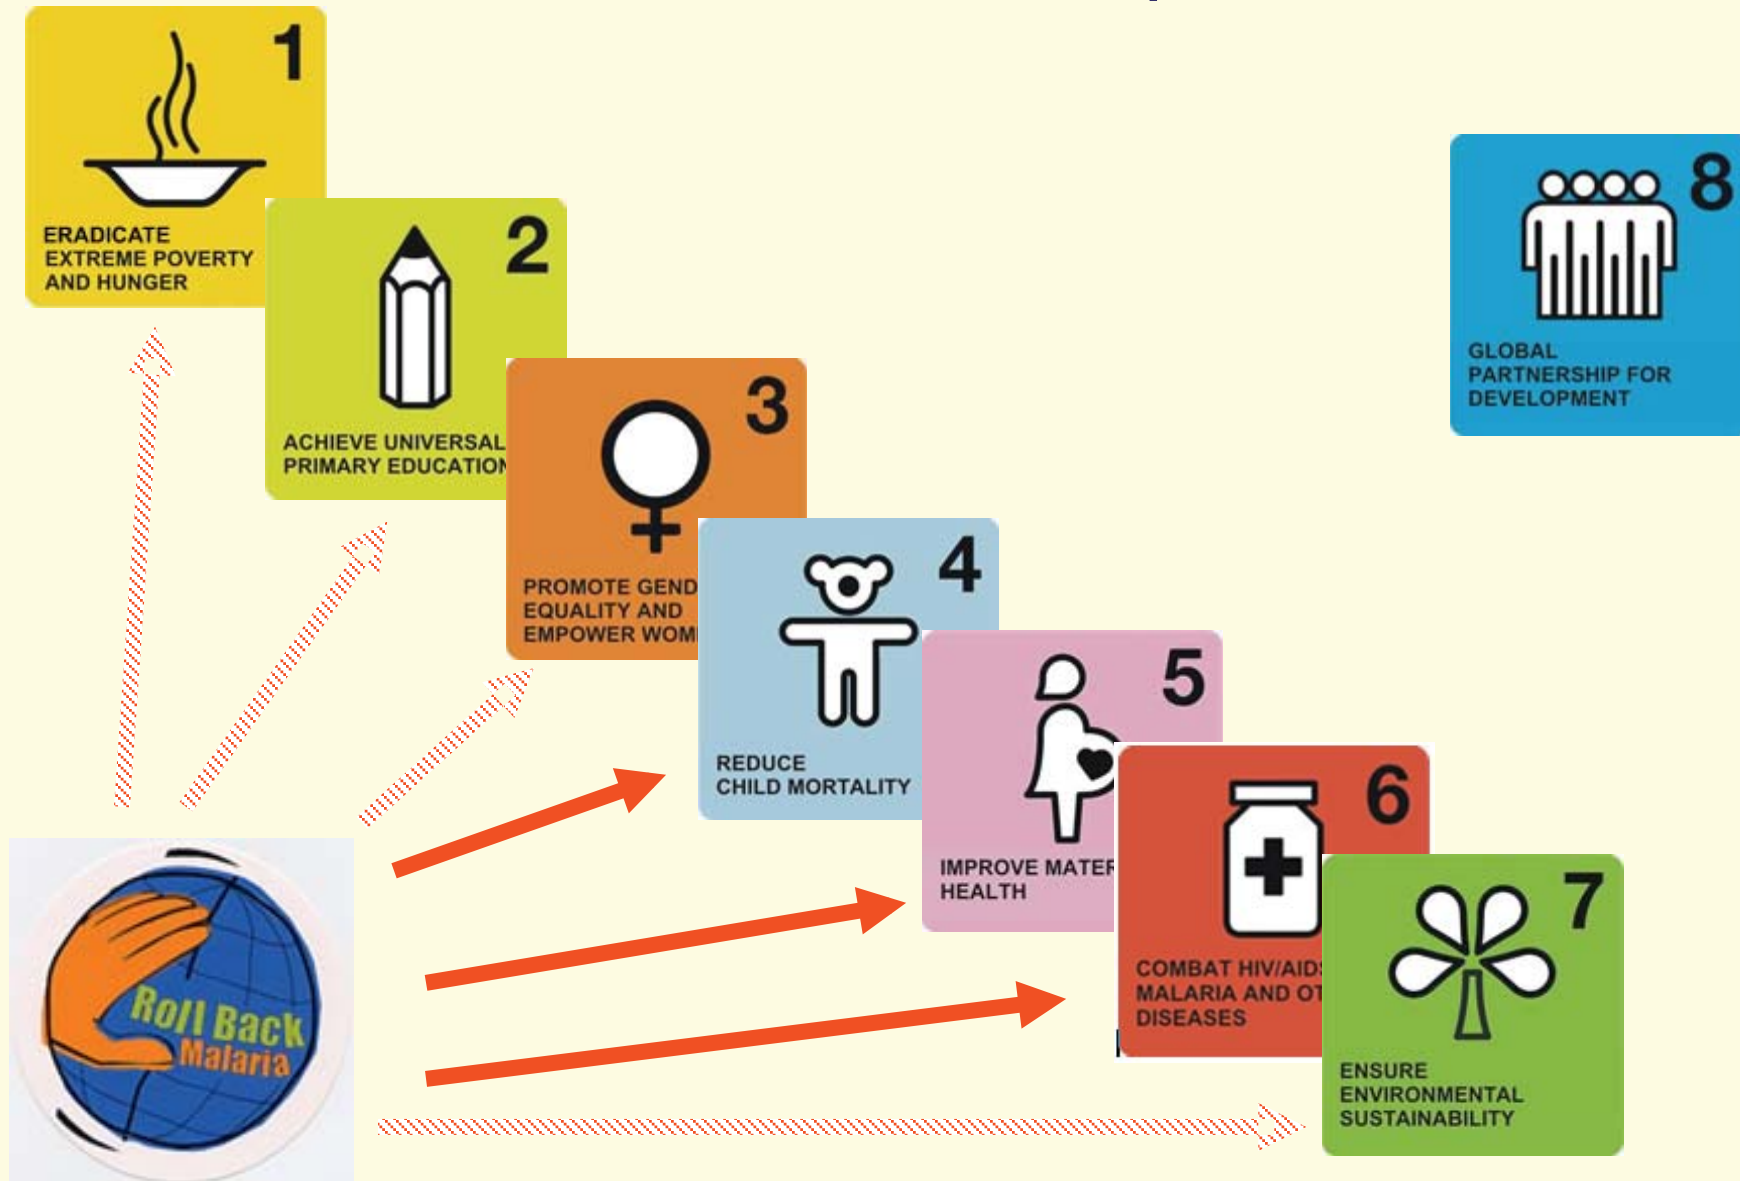 1
ERADICATE
EXTREME POVERTY
AND HUNGER
2
ACHIEVE UNIVERSAL
PRIMARY EDUCATION
3
PROMOTE GEND
EQUALITY AND
EMPOWER WOM
4
REDUCE
CHILD MORTALITY
5
IMPROVE MATER
HEALTH
6
COMBAT HIV/AIDS
MALARIA AND OT
DISEASES
7
ENSURE
ENVIRONMENTAL
SUSTAINABILITY
8
GLOBAL
PARTNERSHIP FOR
DEVELOPMENT
Roll Back
Malaria